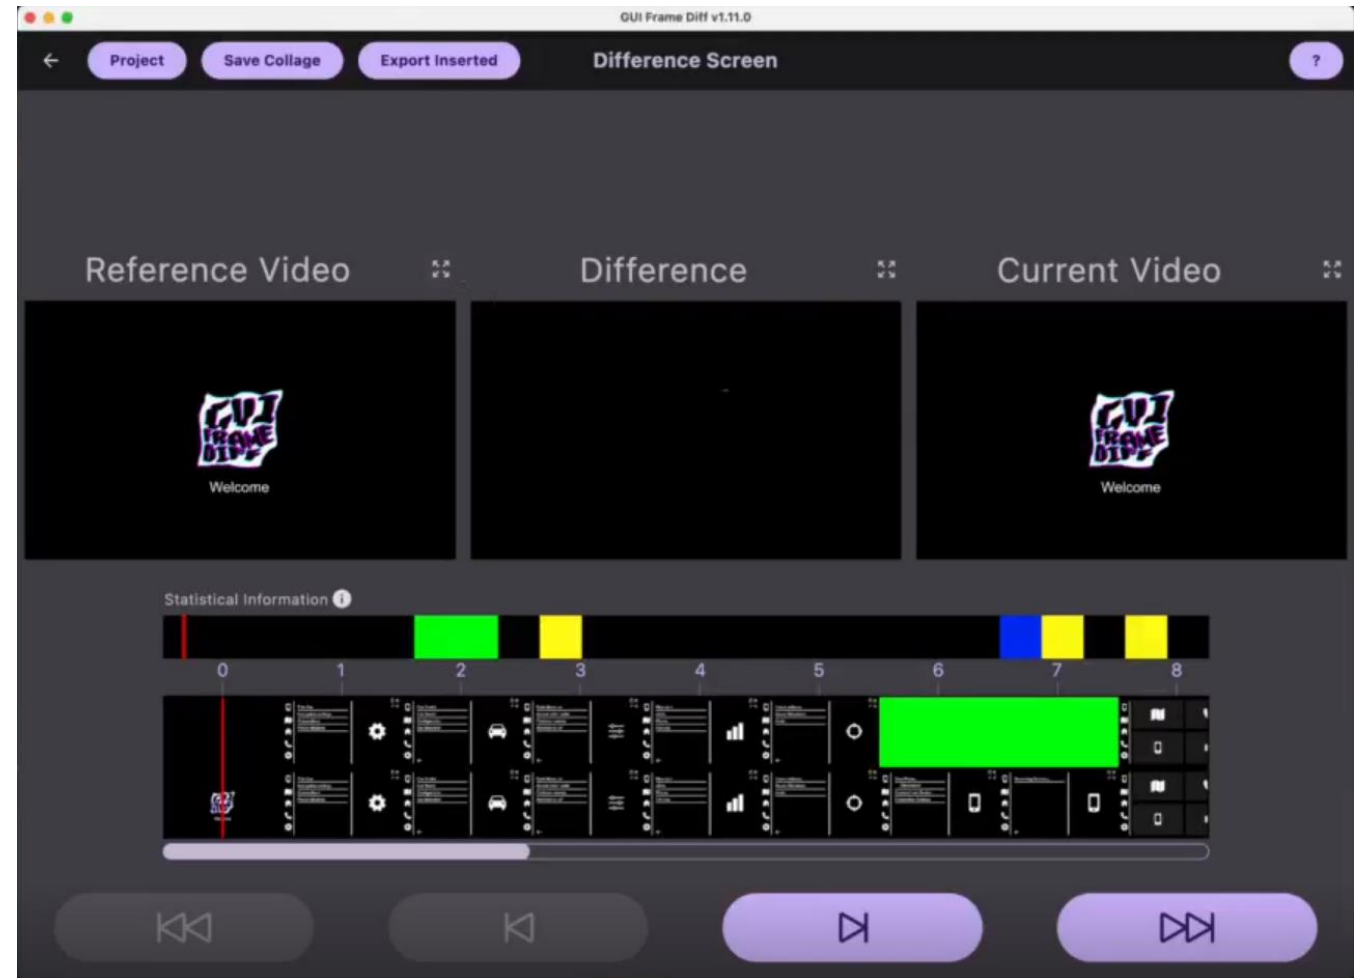 GUI Frame Diff v1.11.0
Project
Save Collage
Export Inserted
Difference Screen
?
Reference Video
Difference
Current Video
GUI
FRAME
DIFF
Welcome
GUI
FRAME
DIFF
Welcome
Statistical Information
0 1 2 3 4 5 6 7 8